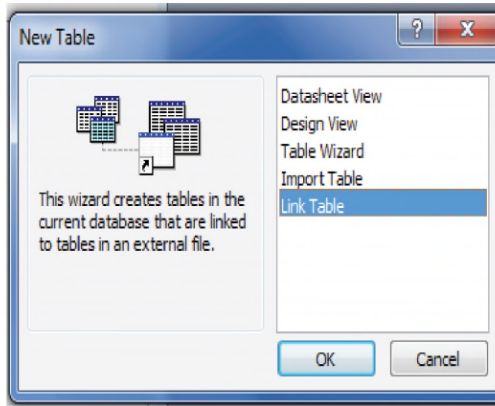 New Table
?
X
Datasheet View
Design View
Table Wizard
Import Table
Link Table
This wizard creates tables in the
current database that are linked
to tables in an external file.
OK
Cancel